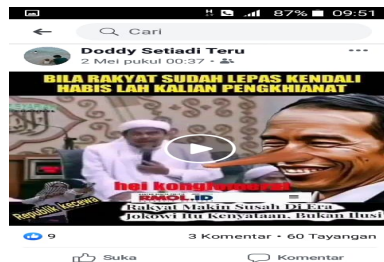 87% 09:51
Cari
Doddy Setiadi Teru
2 Mei pukul 00:37
BILA RAKYAT SUDAH LEPAS KENDALI
HABIS LAH KALIAN PENGKHIANAT
hei konglomerat
RMOL.ID
Republik kecewa
Rakyat Makin Susah Di Era
Jokowi Itu Kenyataan, Bukan Ilusi
9
3 Komentar • 60 Tayangan
Suka
Komentar